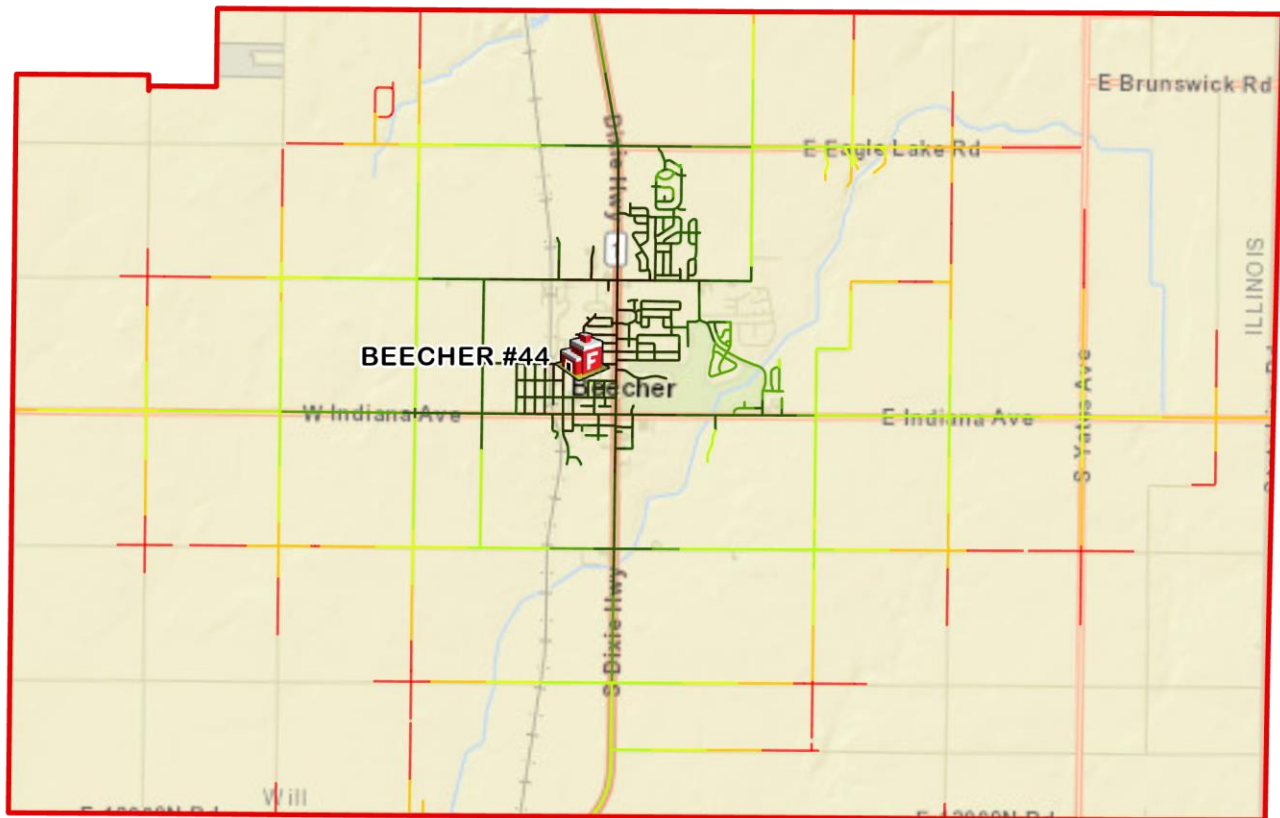 E Brunswick Rd
Dixie Hwy
E Eagle Lake Rd
1
ILLINOIS
BEECHER #44
F
Beecher
W Indiana Ave
E Indiana Ave
S Yates Ave
S Dixie Hwy
Will